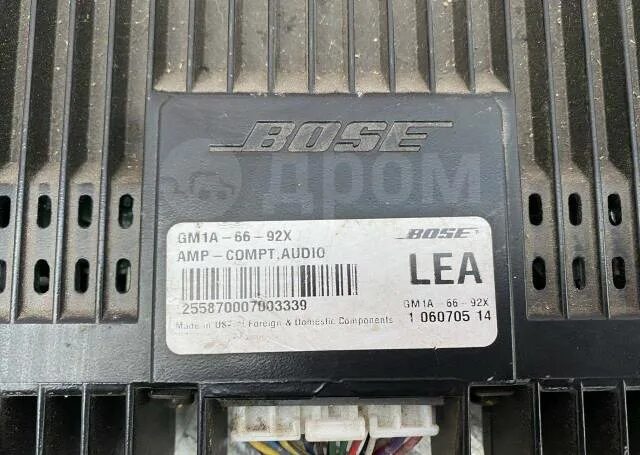 BOSE
дром
GM1A-66-92X
AMP-COMPT,AUDIO
255870007003339
Made in USA of Foreign & Domestic Components
BOSE
LEA
GM1A-66-92X
1 060705 14